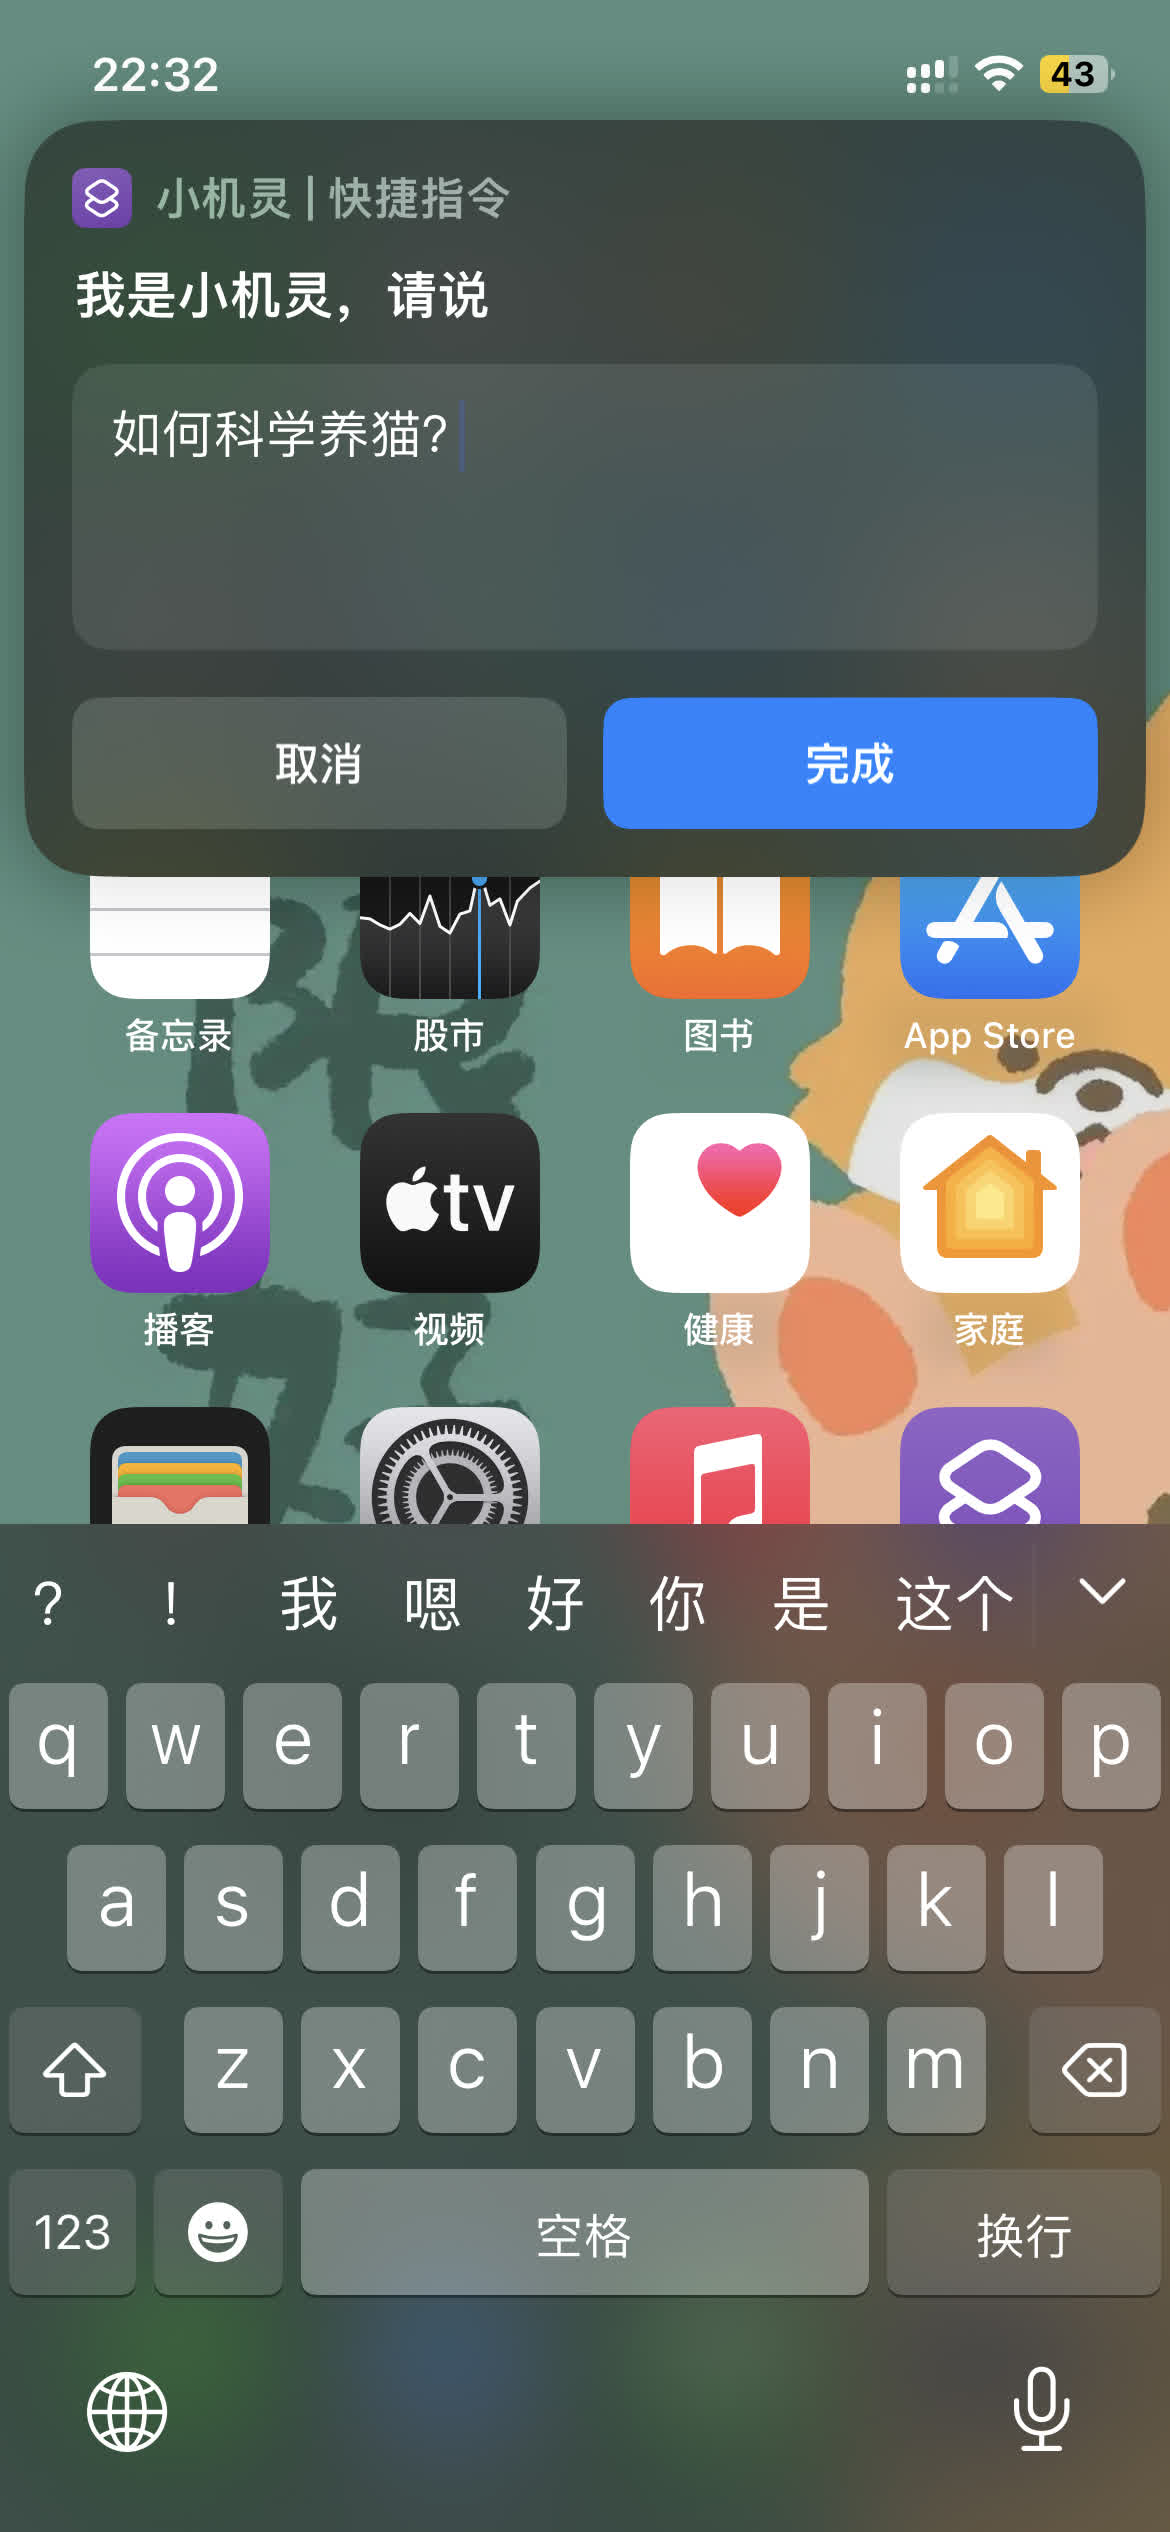 22:32
43
小机灵 | 快捷指令
我是小机灵，请说
如何科学养猫?
取消
完成
备忘录
股市
图书
App Store
tv
播客
视频
健康
家庭
? ! 我 嗯 好 你 是 这个
q w e r t y u i o p
a s d f g h j k l
z x c v b n m
123 空格 换行